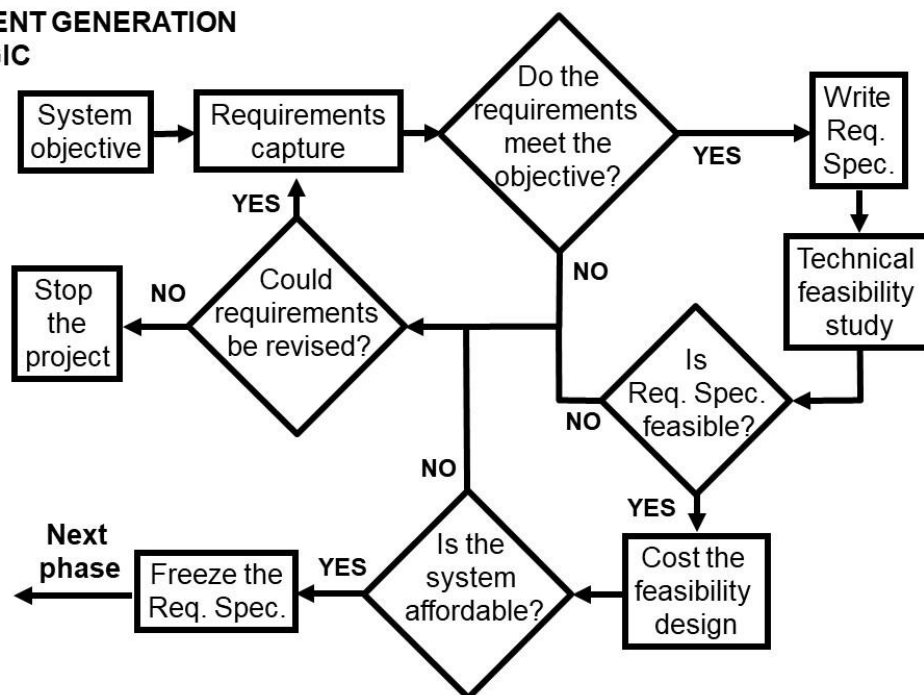 ENT GENERATION
GIC
System
objective
Requirements
capture
Do the
requirements
meet the
objective?
YES
Write
Req.
Spec.
YES
NO
Could
requirements
be revised?
NO
Stop
the
project
Technical
feasibility
study
Is
Req. Spec.
feasible?
NO
YES
NO
Cost the
feasibility
design
Is the
system
affordable?
YES
Freeze the
Req. Spec.
Next
phase